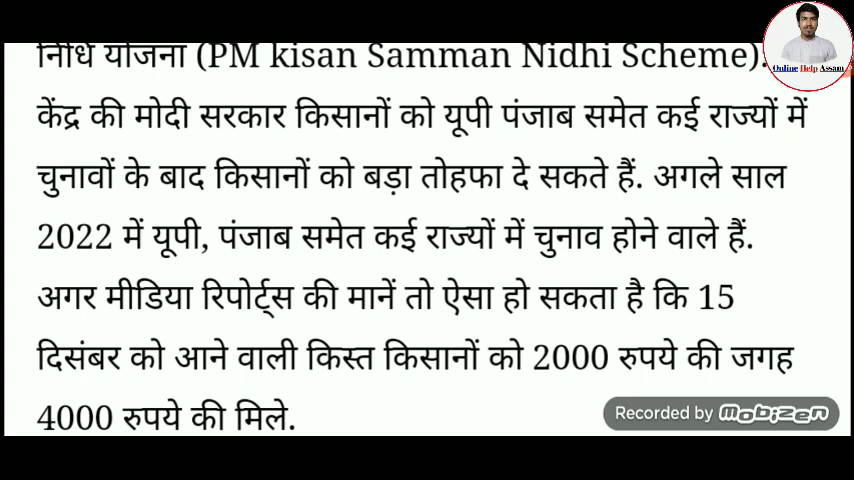 निधि योजना (PM kisan Samman Nidhi Scheme).
केंद्र की मोदी सरकार किसानों को यूपी पंजाब समेत कई राज्यों में
चुनावों के बाद किसानों को बड़ा तोहफा दे सकते हैं. अगले साल
2022 में यूपी, पंजाब समेत कई राज्यों में चुनाव होने वाले हैं.
अगर मीडिया रिपोर्ट्स की मानें तो ऐसा हो सकता है कि 15
दिसंबर को आने वाली किस्त किसानों को 2000 रुपये की जगह
4000 रुपये की मिले.
Online Help Assam
Recorded by Mobizen